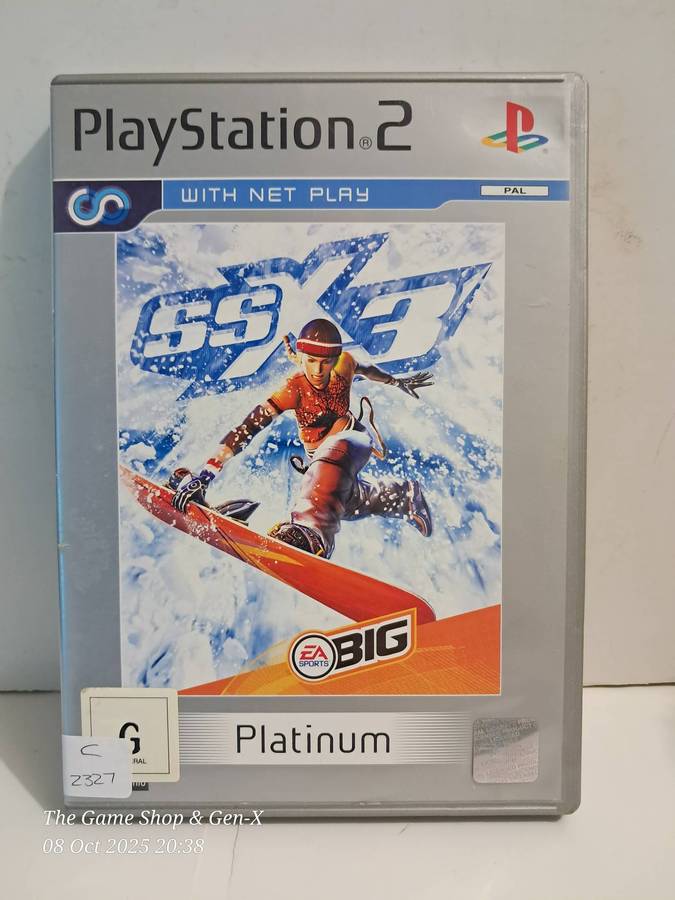 PlayStation®2
WITH NET PLAY
PAL
SSX3
EA
SPORTS
BIG
G
Platinum
C
2327
The Game Shop & Gen-X
08 Oct 2025 20:38